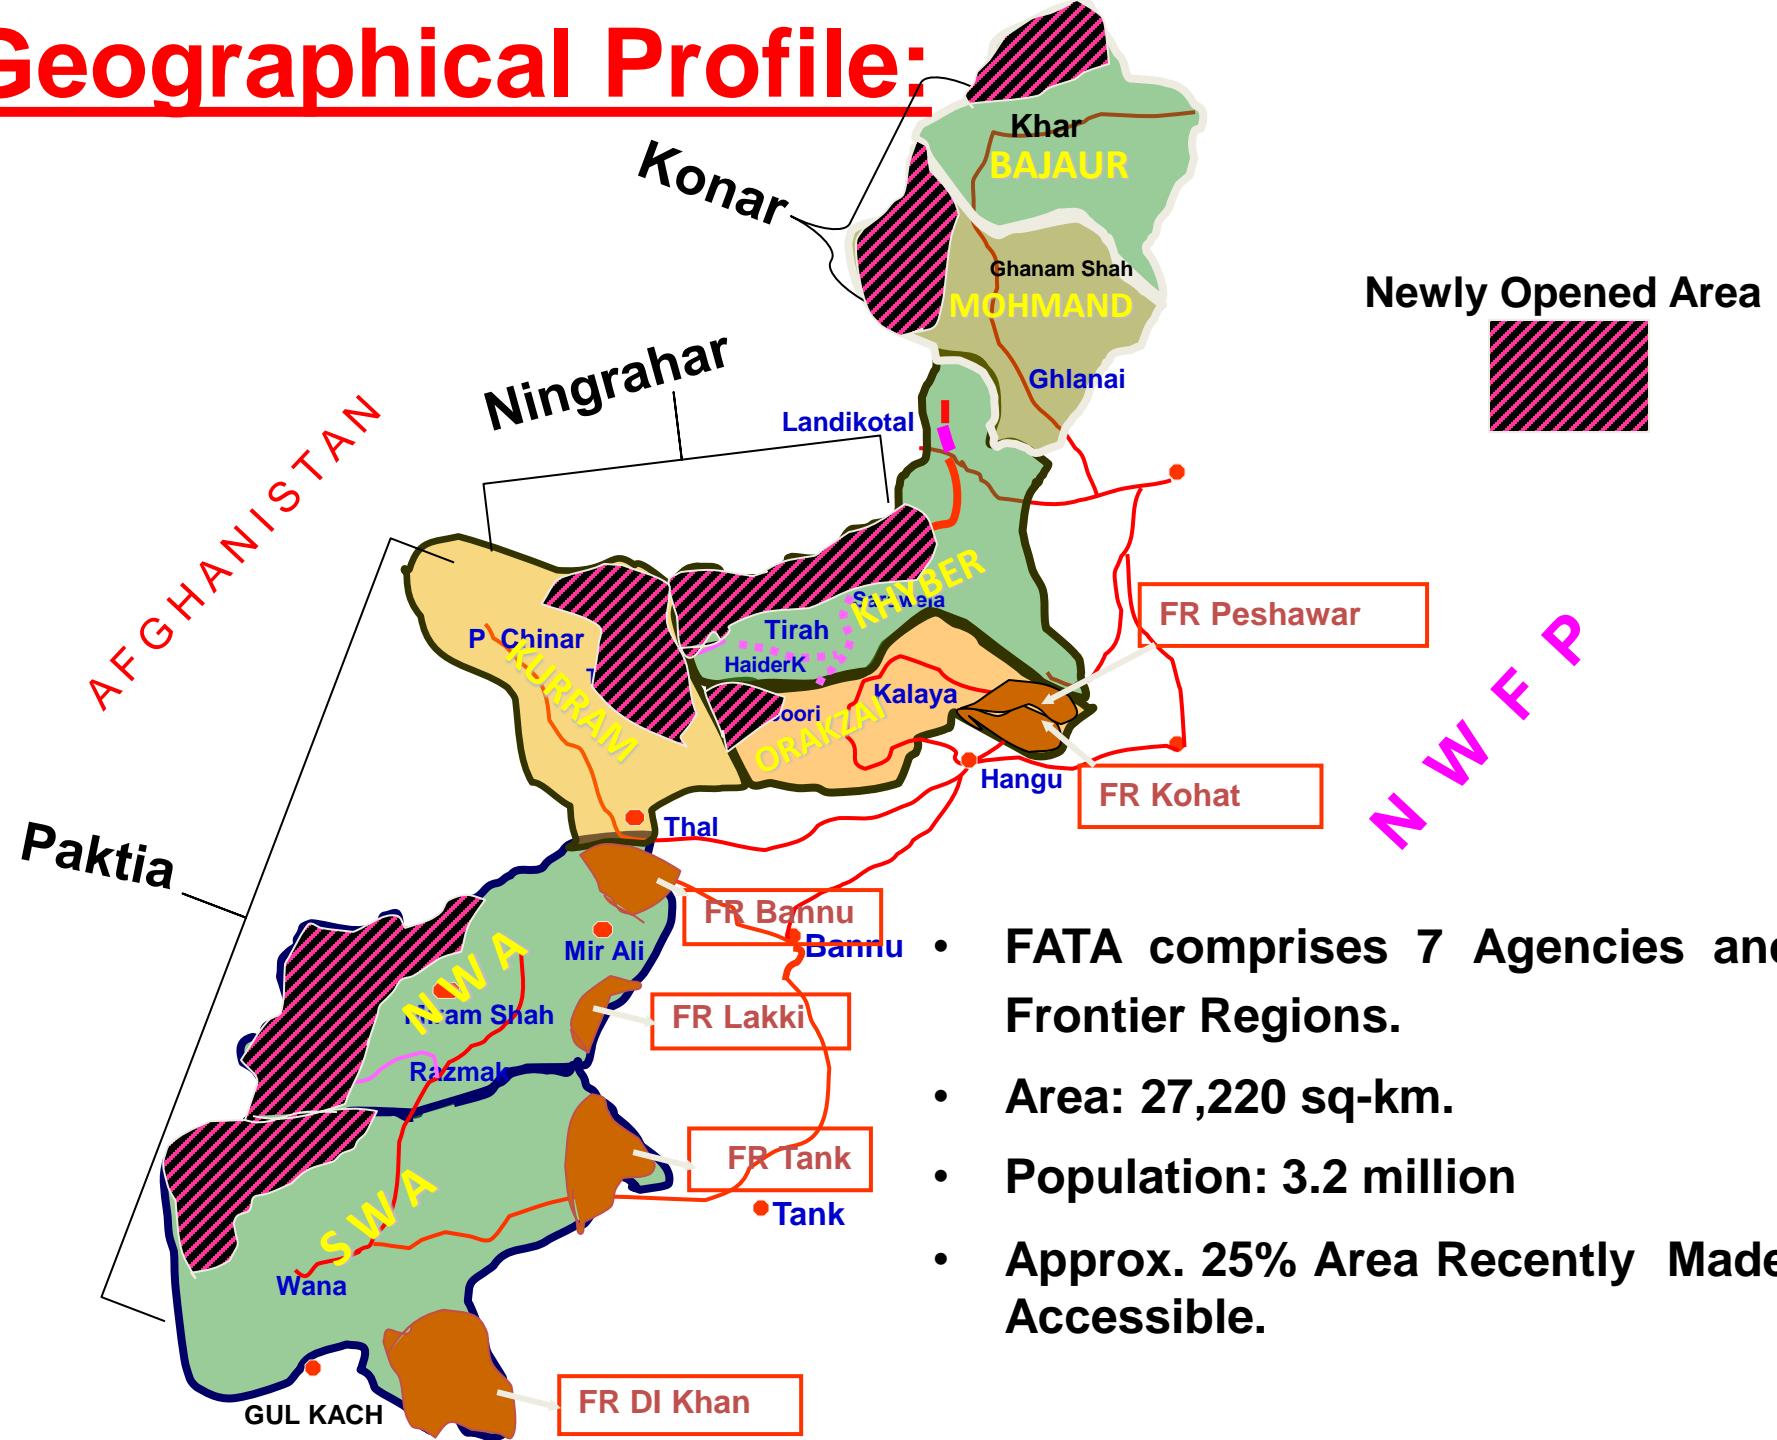 Geographical Profile:
Konar
Khar
BAJAUR
Ghanam Shah
MOHMAND
Newly Opened Area
Ningrahar
Ghlanai
Landikotal
AFGHANISTAN
KHYBER
FR Peshawar
Tirah
P Chinar
HaiderK
KURRAM
Kalaya
ORAKZAI
N W F P
Hangu
FR Kohat
Thal
Paktia
FR Bannu
Mir Ali
Bannu
N W A
Miram Shah
FR Lakki
Razmak
FR Tank
Tank
S W A
Wana
FR DI Khan
GUL KACH
• FATA comprises 7 Agencies and
Frontier Regions.
• Area: 27,220 sq-km.
• Population: 3.2 million
• Approx. 25% Area Recently Made
Accessible.